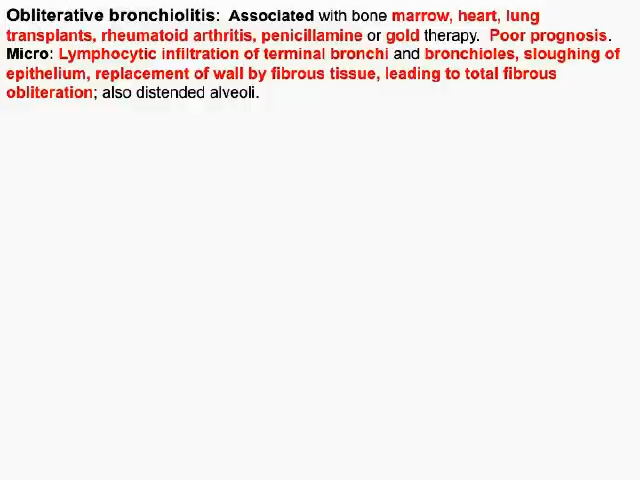 Obliterative bronchiolitis: Associated with bone marrow, heart, lung
transplants, rheumatoid arthritis, penicillamine or gold therapy. Poor prognosis.
Micro: Lymphocytic infiltration of terminal bronchi and bronchioles, sloughing of
epithelium, replacement of wall by fibrous tissue, leading to total fibrous
obliteration; also distended alveoli.